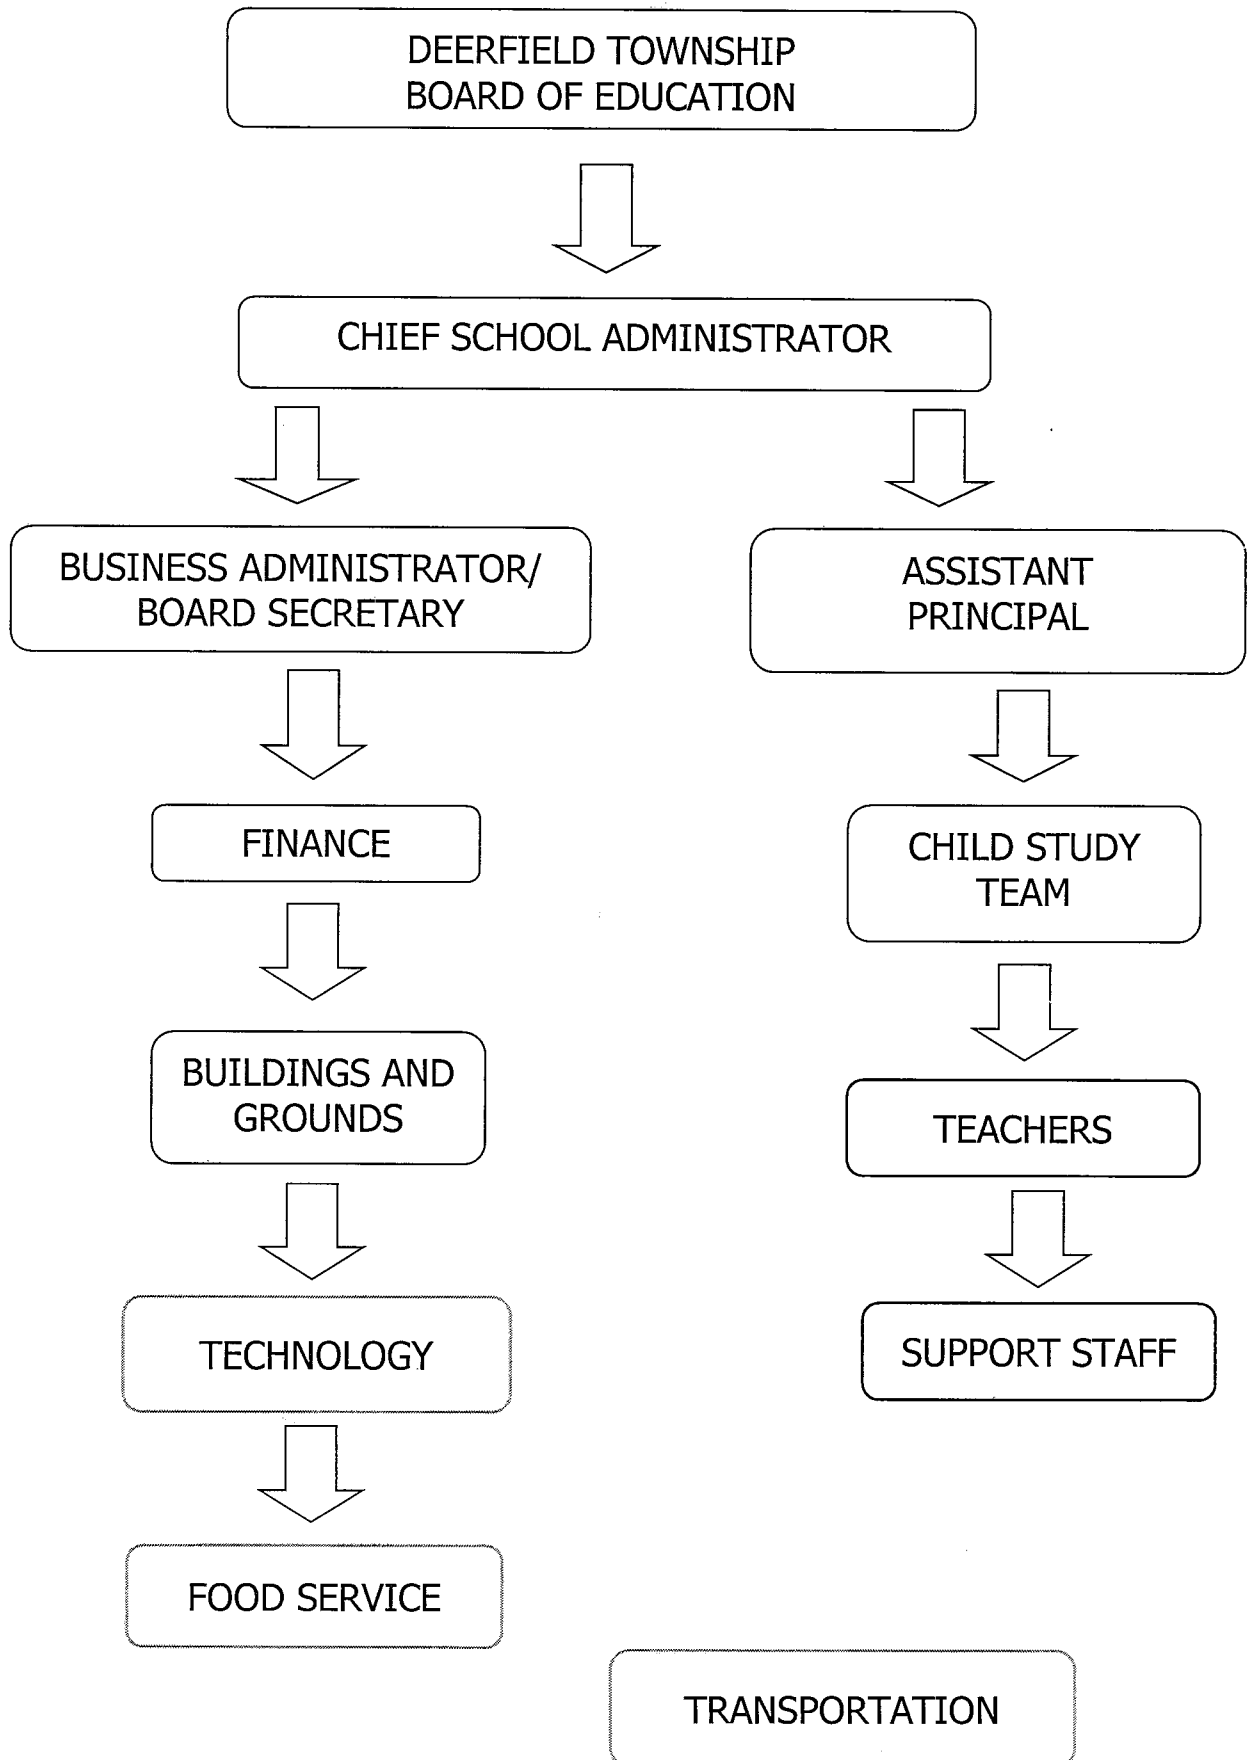 DEERFIELD TOWNSHIP
BOARD OF EDUCATION
CHIEF SCHOOL ADMINISTRATOR
BUSINESS ADMINISTRATOR/
BOARD SECRETARY
ASSISTANT
PRINCIPAL
FINANCE
CHILD STUDY
TEAM
BUILDINGS AND
GROUNDS
TEACHERS
TECHNOLOGY
SUPPORT STAFF
FOOD SERVICE
TRANSPORTATION